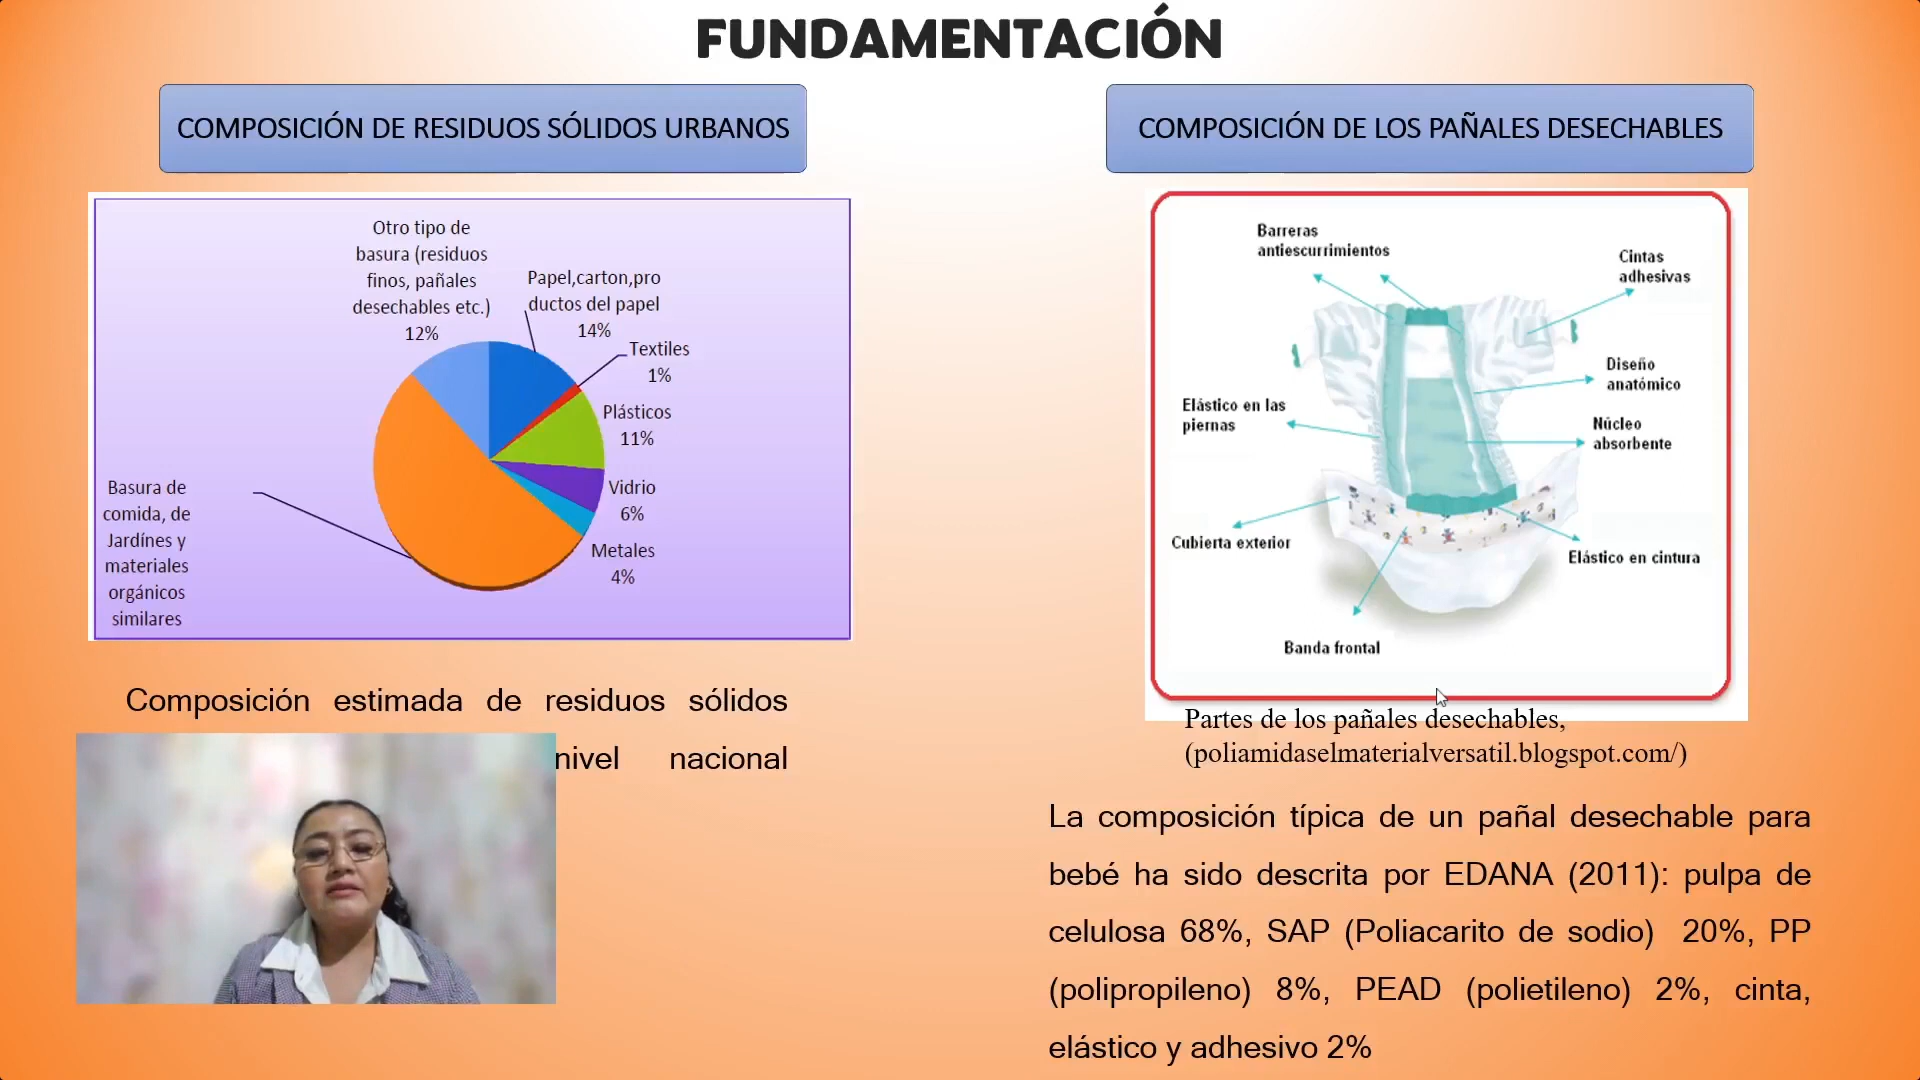 FUNDAMENTACIÓN
COMPOSICIÓN DE RESIDUOS SÓLIDOS URBANOS
Otro tipo de
basura (residuos
finos, pañales
desechables etc.)
12%
Papel,carton,pro
ductos del papel
14%
Textiles
1%
Plásticos
11%
Vidrio
6%
Metales
4%
Basura de
comida, de
Jardínes y
materiales
orgánicos
similares
Composición estimada de residuos sólidos
nivel nacional
COMPOSICIÓN DE LOS PAÑALES DESECHABLES
Barreras
antiescurrimientos
Cintas
adhesivas
Diseño
anatómico
Elástico en las
piernas
Núcleo
absorbente
Cubierta exterior
Elástico en cintura
Banda frontal
Partes de los pañales desechables,
(poliamidaselmaterialversatil.blogspot.com/)
La composición típica de un pañal desechable para
bebé ha sido descrita por EDANA (2011): pulpa de
celulosa 68%, SAP (Poliacarito de sodio) 20%, PP
(polipropileno) 8%, PEAD (polietileno) 2%, cinta,
elástico y adhesivo 2%